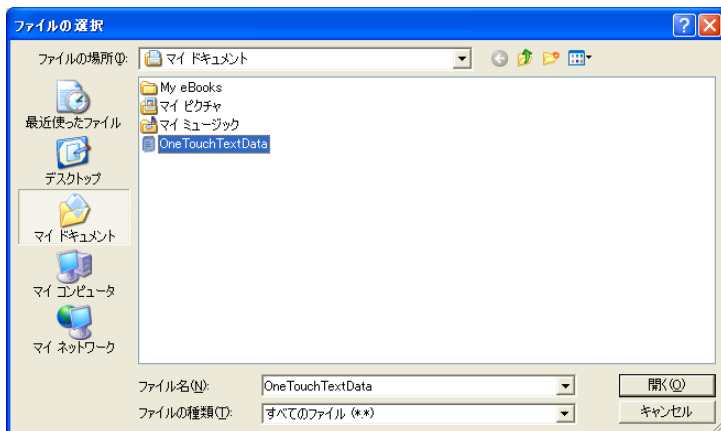 ファイルの選択
ファイルの場所(I):
マイ ドキュメント
My eBooks
マイ ピクチャ
マイ ミュージック
OneTouchTextData
最近使ったファイル
デスクトップ
マイ ドキュメント
マイ コンピュータ
マイ ネットワーク
ファイル名(N):
OneTouchTextData
開く(O)
ファイルの種類(T):
すべてのファイル (*.*)
キャンセル